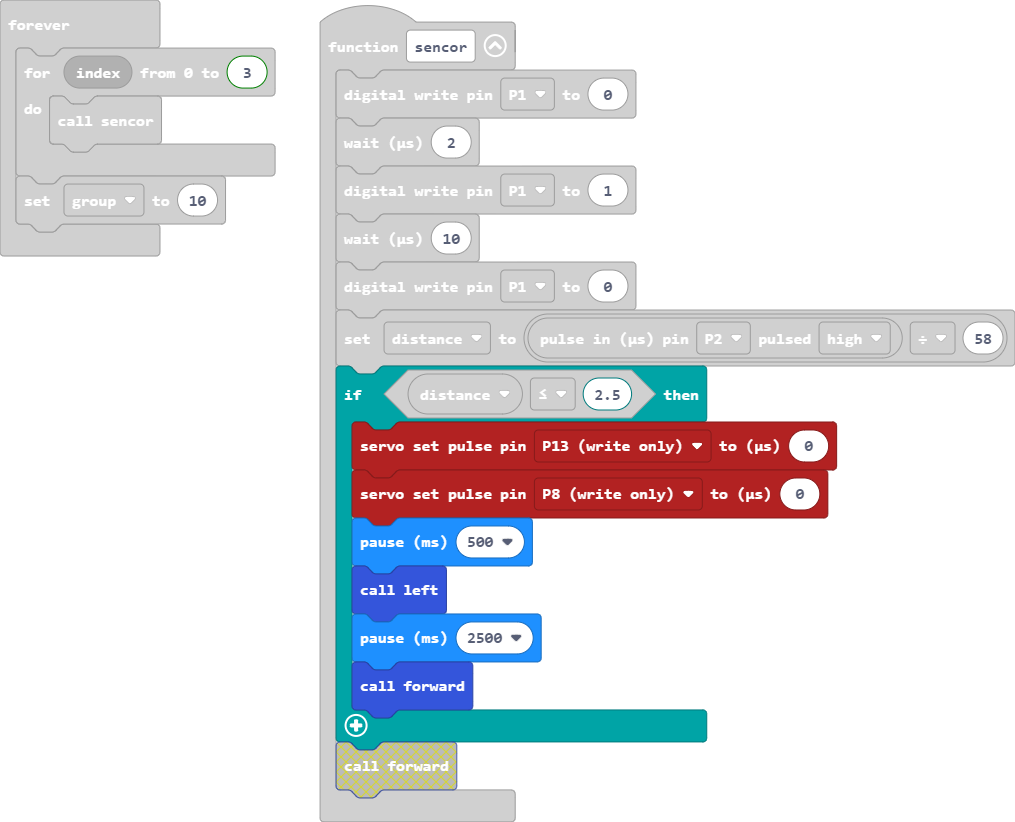 forever
for index from 0 to 3
do
call sencor
set group to 10
function sencor
digital write pin P1 to 0
wait (µs) 2
digital write pin P1 to 1
wait (µs) 10
digital write pin P1 to 0
set distance to pulse in (µs) pin P2 pulsed high ÷ 58
if distance ≤ 2.5 then
servo set pulse pin P13 (write only) to (µs) 0
servo set pulse pin P8 (write only) to (µs) 0
pause (ms) 500
call left
pause (ms) 2500
call forward
call forward